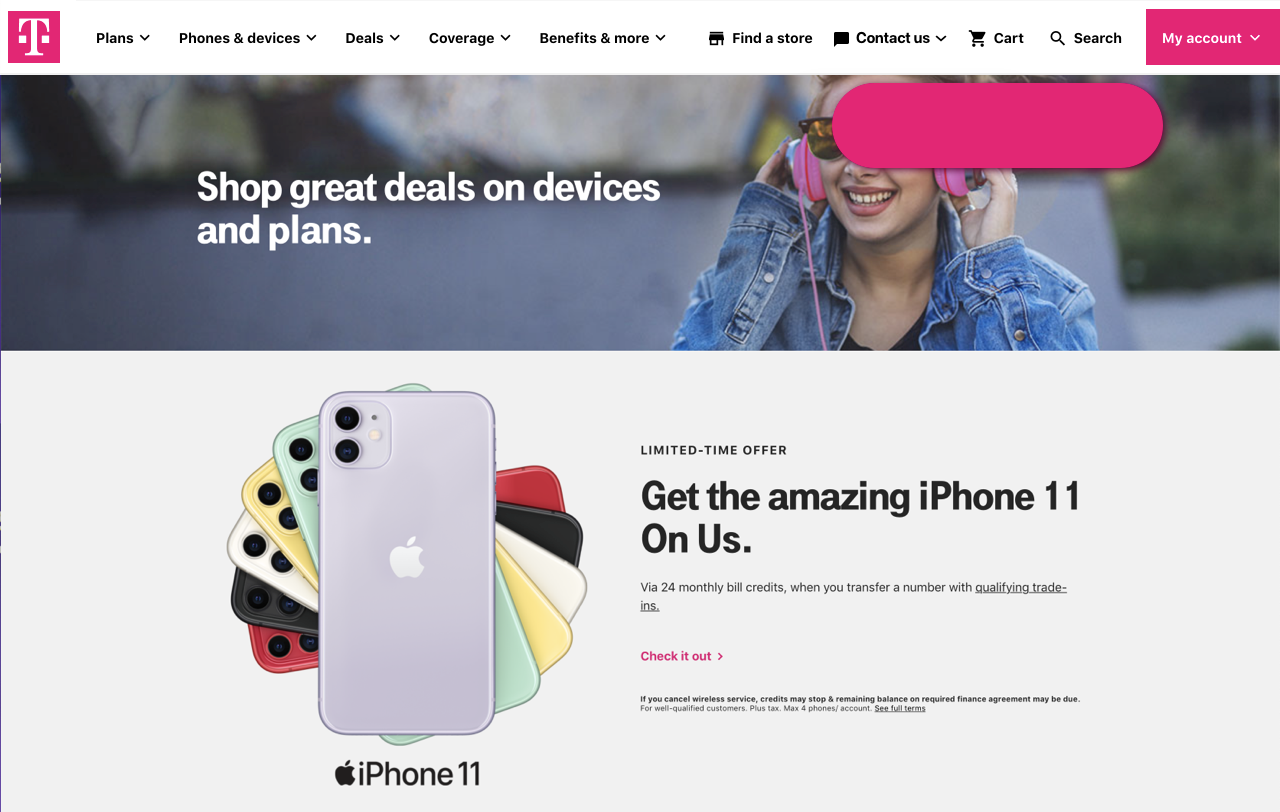 T Plans Phones & devices Deals Coverage Benefits & more Find a store Contact us Cart Search My account
Shop great deals on devices
and plans.
LIMITED-TIME OFFER
Get the amazing iPhone 11
On Us.
Via 24 monthly bill credits, when you transfer a number with qualifying trade-
ins.
Check it out
If you cancel wireless service, credits may stop & remaining balance on required finance agreement may be due.
For well-qualified customers. Plus tax. Max 4 phones/ account. See full terms
iPhone 11